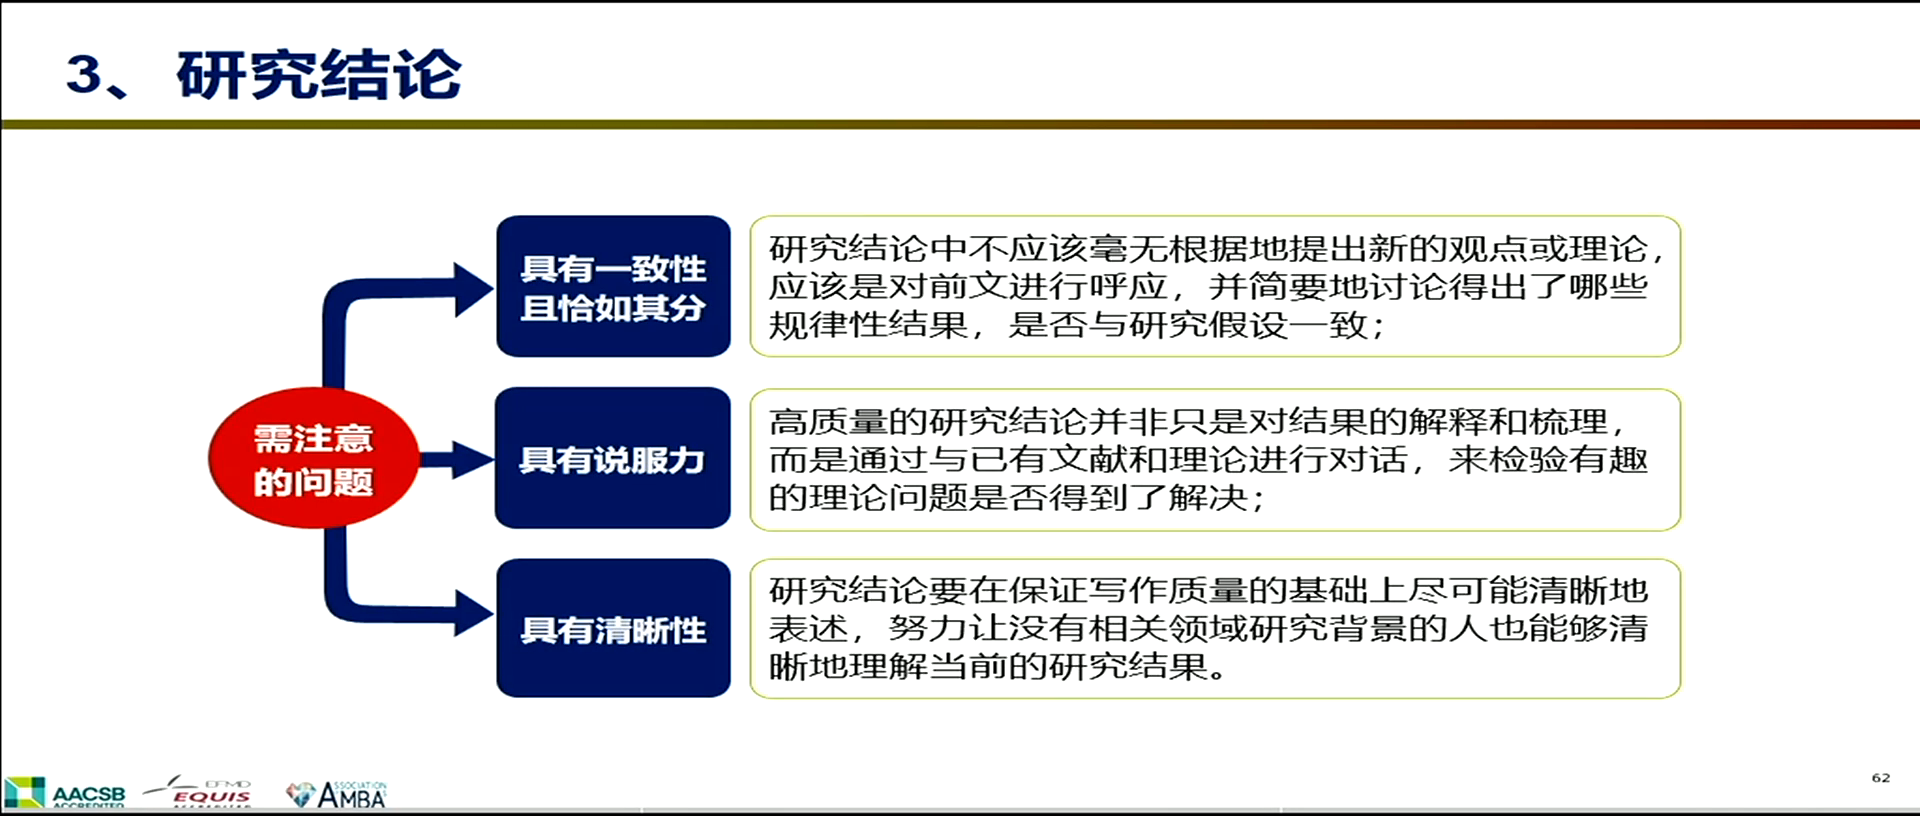 3、 研究结论
需注意
的问题
具有一致性
且恰如其分
研究结论中不应该毫无根据地提出新的观点或理论，
应该是对前文进行呼应，并简要地讨论得出了哪些
规律性结果，是否与研究假设一致；
具有说服力
高质量的研究结论并非只是对结果的解释和梳理，
而是通过与已有文献和理论进行对话，来检验有趣
的理论问题是否得到了解决；
具有清晰性
研究结论要在保证写作质量的基础上尽可能清晰地
表述，努力让没有相关领域研究背景的人也能够清
晰地理解当前的研究结果。
AACSB
ACCREDITED
EFMD
EQUIS
ACCREDITED
ASSOCIATION
AMBA
62